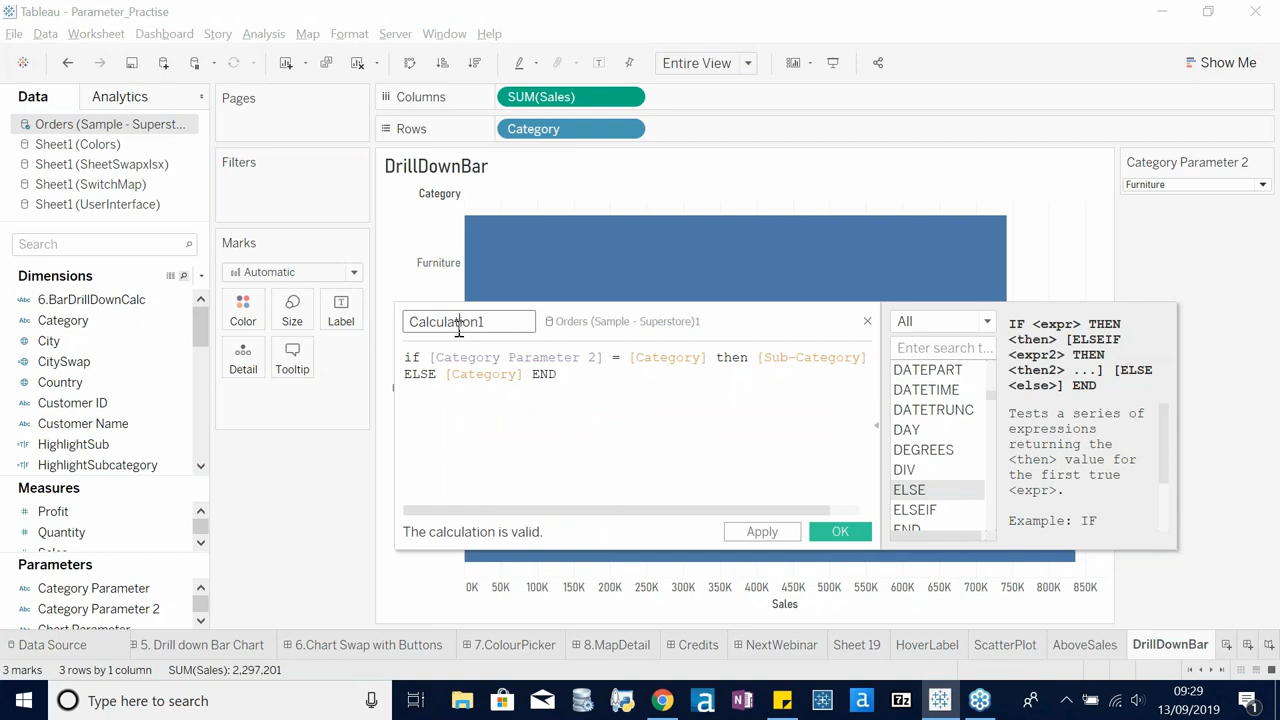 Tableau - Parameter_Practise
File Data Worksheet Dashboard Story Analysis Map Format Server Window Help
Entire View
Show Me
Data Analytics
Orders (Sample - Superst...
Sheet1 (Colors)
Sheet1 (SheetSwapxlsx)
Sheet1 (SwitchMap)
Sheet1 (UserInterface)
Search
Dimensions
Abc 6.BarDrillDownCalc
Abc Category
City
Abc CitySwap
Country
Abc Customer ID
Abc Customer Name
=T|F HighlightSub
=T|F HighlightSubcategory
Measures
# Profit
# Quantity
Parameters
Abc Category Parameter
Abc Category Parameter 2
Pages
Filters
Marks
Automatic
Color Size Label
Detail Tooltip
Columns SUM(Sales)
Rows Category
DrillDownBar
Category
Furniture
Category Parameter 2
Furniture
Calculation1
Orders (Sample - Superstore)1
if [Category Parameter 2] = [Category] then [Sub-Category]
ELSE [Category] END
The calculation is valid.
Apply OK
All
Enter search t...
DATEPART
DATETIME
DATETRUNC
DAY
DEGREES
DIV
ELSE
ELSEIF
END
IF <expr> THEN
<then> [ELSEIF
<expr2> THEN
<then2> ...] [ELSE
<else>] END
Tests a series of
expressions
returning the
<then> value for
the first true
<expr>.
Example: IF
0K 50K 100K 150K 200K 250K 300K 350K 400K 450K 500K 550K 600K 650K 700K 750K 800K 850K
Sales
Data Source 5. Drill down Bar Chart 6.Chart Swap with Buttons 7.ColourPicker 8.MapDetail Credits NextWebinar Sheet 19 HoverLabel ScatterPlot AboveSales DrillDownBar
3 marks 3 rows by 1 column SUM(Sales): 2,297,201
Type here to search
09:29
13/09/2019